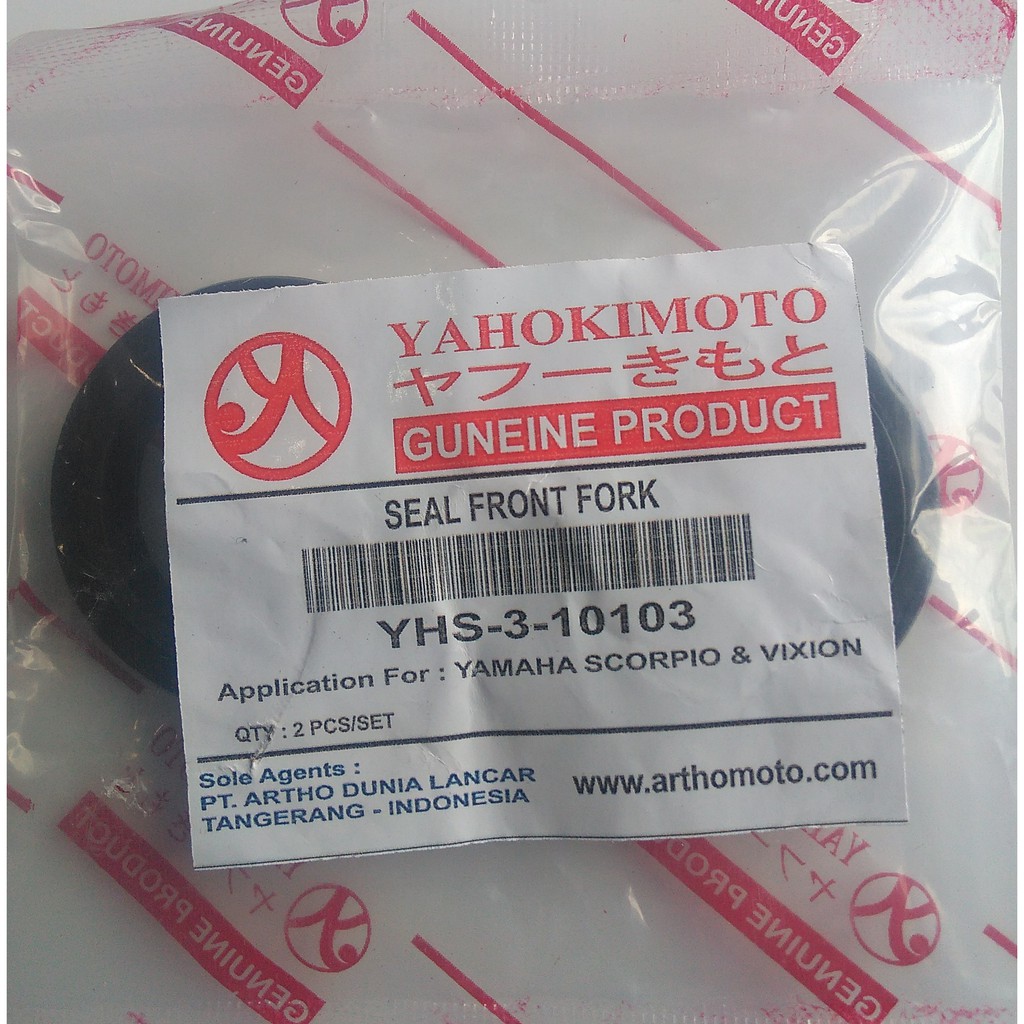 GENUINE
GENUINE
OTOM
YAHOKIMOTO
ヤフーきもと
GUNEINE PRODUCT
SEAL FRONT FORK
YHS-3-10103
Application For : YAMAHA SCORPIO & VIXION
QTY : 2 PCS/SET
Sole Agents :
PT. ARTHO DUNIA LANCAR
TANGERANG - INDONESIA
www.arthomoto.com
GENUINE PRODUCT
GENUINE PRODUCT